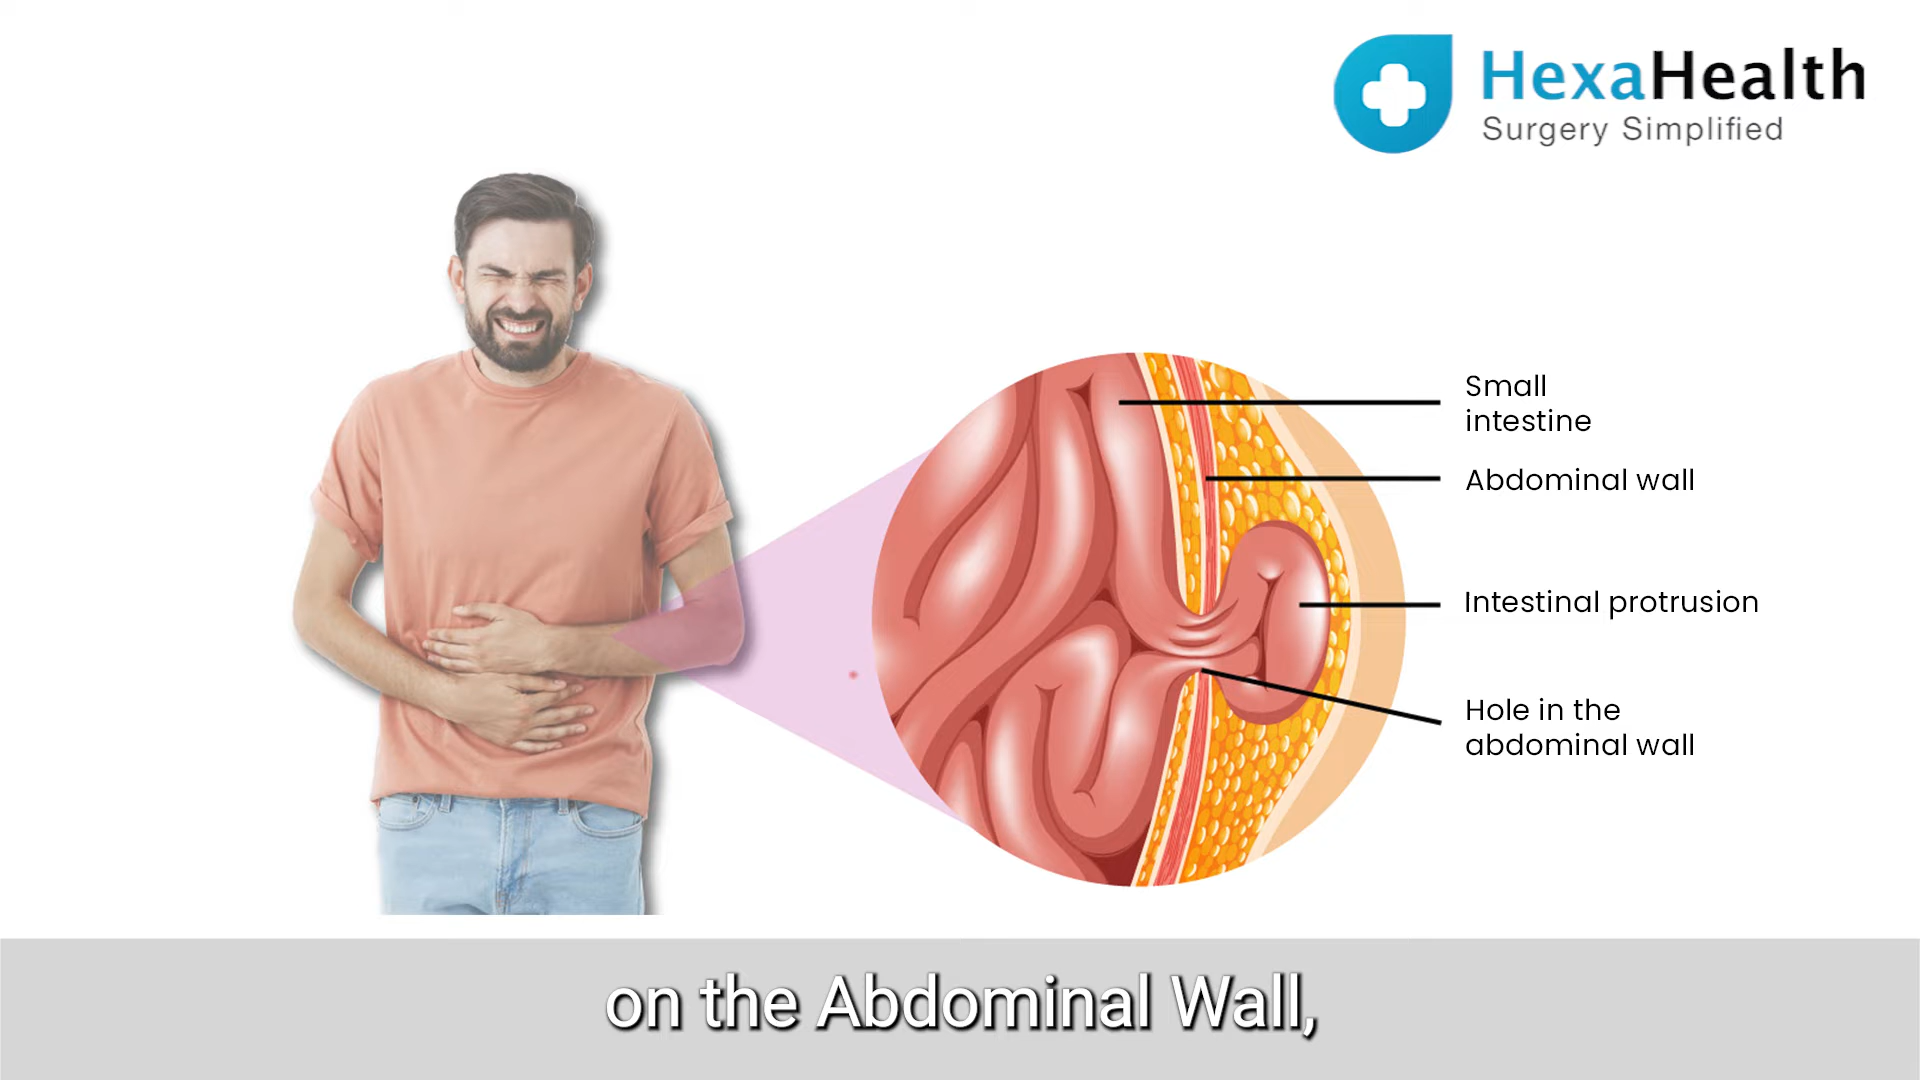 HexaHealth
Surgery Simplified
Small
intestine
Abdominal wall
Intestinal protrusion
Hole in the
abdominal wall
on the Abdominal Wall,